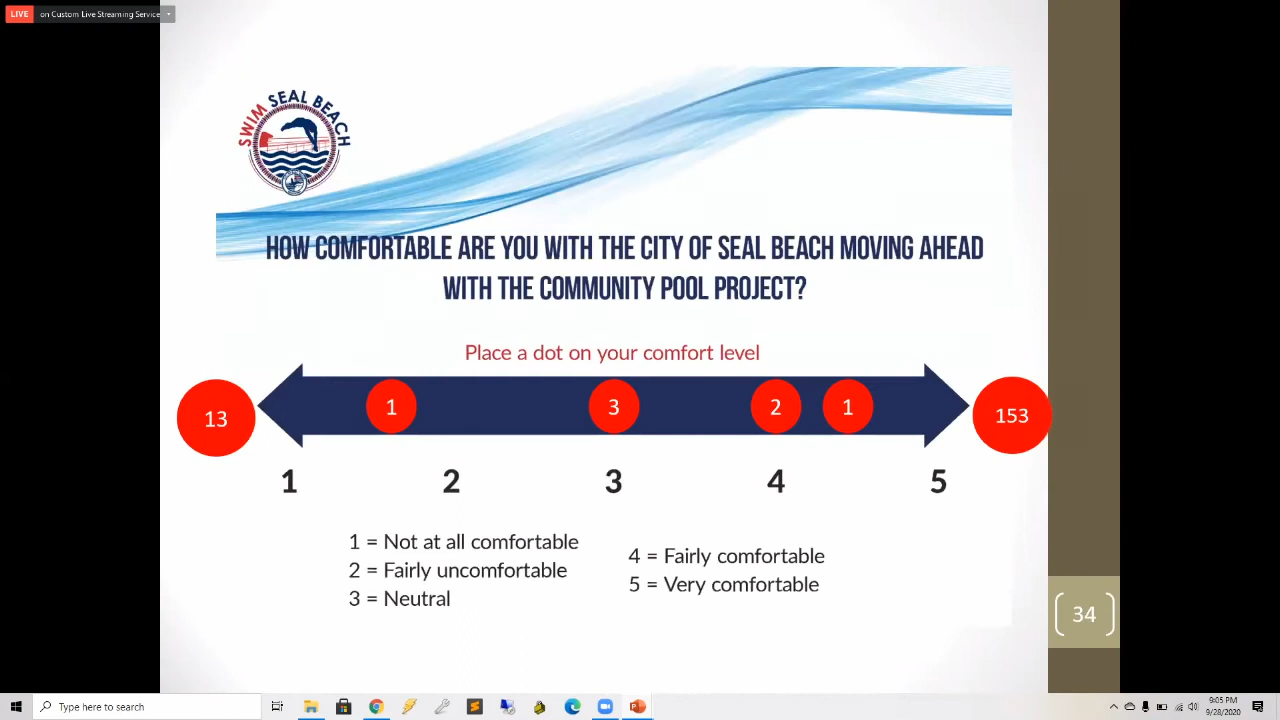 LIVE on Custom Live Streaming Service
SWIM SEAL BEACH
HOW COMFORTABLE ARE YOU WITH THE CITY OF SEAL BEACH MOVING AHEAD
WITH THE COMMUNITY POOL PROJECT?
Place a dot on your comfort level
13 1 3 2 1 153
1 2 3 4 5
1 = Not at all comfortable
2 = Fairly uncomfortable
3 = Neutral
4 = Fairly comfortable
5 = Very comfortable
34
Type here to search
9:05 PM
9/28/2020